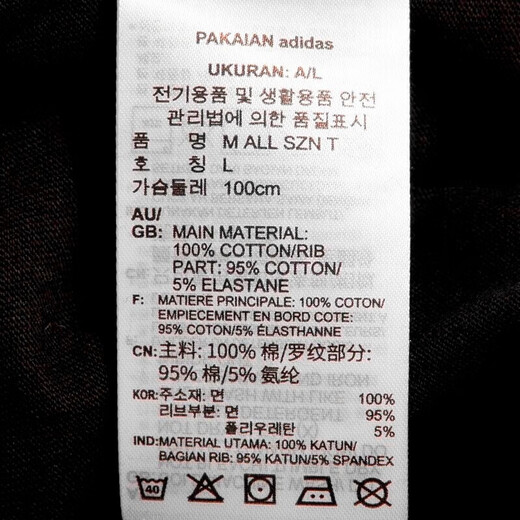 PAKAIAN adidas
UKURAN: A/L
전기용품 및 생활용품 안전
관리법에 의한 품질표시
품 명 M ALL SZN T
호 칭 L
가슴둘레 100cm
AU/
GB: MAIN MATERIAL:
100% COTTON/RIB
PART: 95% COTTON/
5% ELASTANE
F: MATIERE PRINCIPALE: 100% COTON/
EMPIECEMENT EN BORD COTE:
95% COTON/5% ÉLASTHANNE
CN: 主料: 100% 棉/罗纹部分:
95% 棉/5% 氨纶
KOR: 주소재: 면 100%
리브부분: 면 95%
폴리우레탄 5%
IND: MATERIAL UTAMA: 100% KATUN/
BAGIAN RIB: 95% KATUN/5% SPANDEX
40